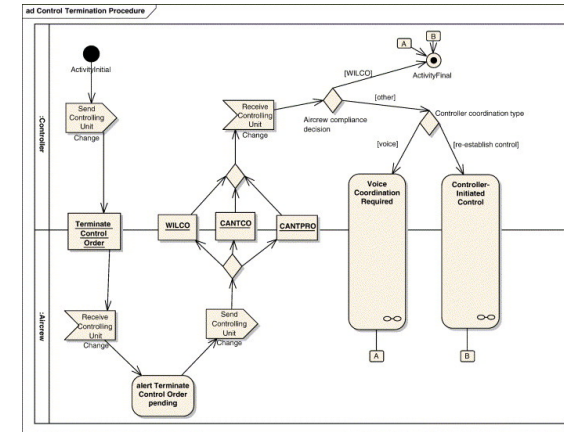 ad Control Termination Procedure
A
B
ActivityInitial
ActivityFinal
[WILCO]
Send
Controlling
Unit
Change
Receive
Controlling
Unit
Change
[other]
Aircrew compliance
decision
Controller coordination type
[voice]
[re-establish control]
:Controller
Voice
Coordination
Required
Controller-
Initiated
Control
Terminate
Control
Order
WILCO
CANTCO
CANTPRO
:Aircrew
Receive
Controlling
Unit
Change
Send
Controlling
Unit
Change
alert Terminate
Control Order
pending
A
B